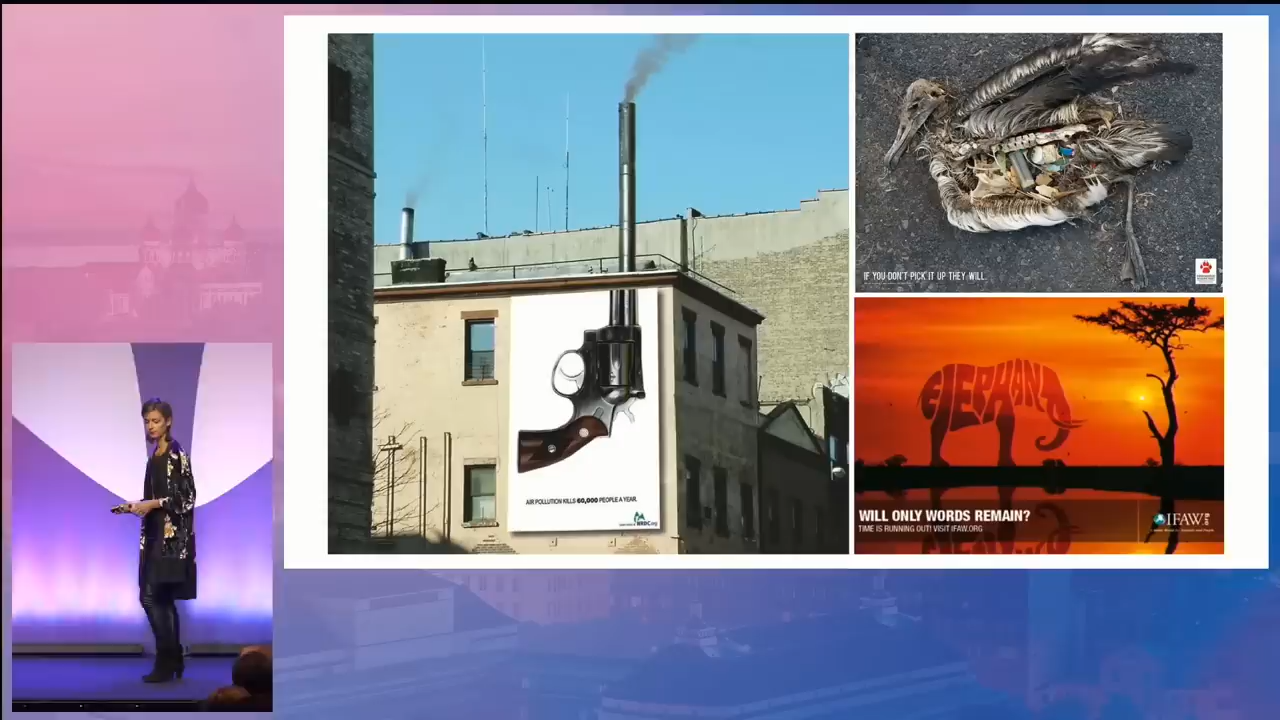 AIR POLLUTION KILLS 60,000 PEOPLE A YEAR.
NRDC.org
IF YOU DON'T PICK IT UP THEY WILL.
ELEPHANT
WILL ONLY WORDS REMAIN?
TIME IS RUNNING OUT! VISIT IFAW.ORG
IFAW.org